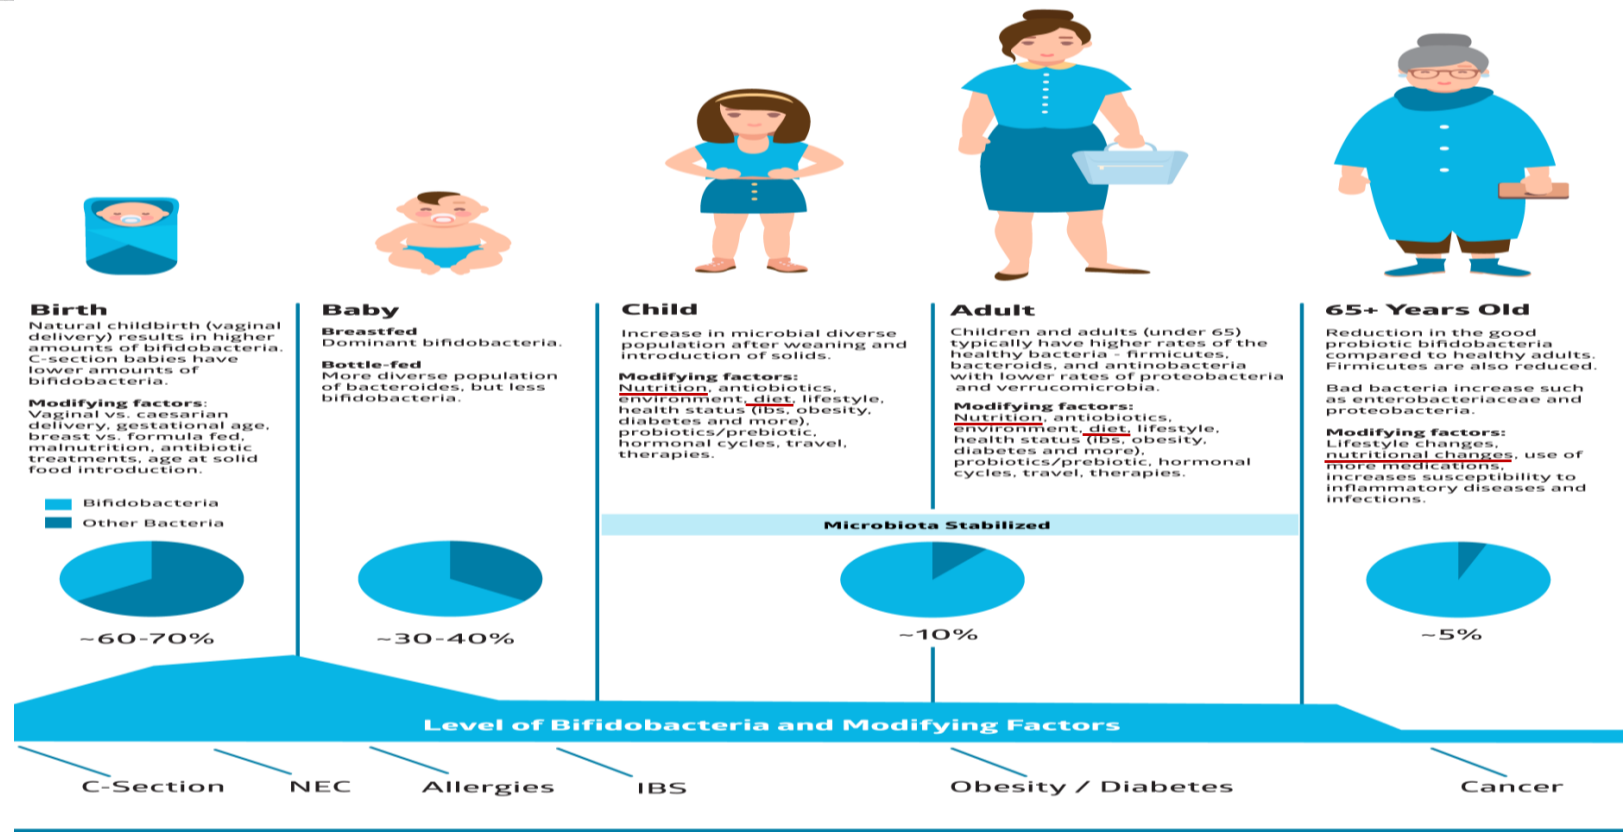 Birth
Natural childbirth (vaginal
delivery) results in higher
amounts of bifidobacteria.
C-section babies have
lower amounts of
bifidobacteria.
Modifying factors:
Vaginal vs. caesarian
delivery, gestational age,
breast vs. formula fed,
malnutrition, antibiotic
treatments, age at solid
food introduction.
Bifidobacteria
Other Bacteria
~60-70%
Baby
Breastfed
Dominant bifidobacteria.
Bottle-fed
More diverse population
of bacteroides, but less
bifidobacteria.
~30-40%
Child
Increase in microbial diverse
population after weaning and
introduction of solids.
Modifying factors:
Nutrition, antiobiotics,
environment, diet, lifestyle,
health status (ibs, obesity,
diabetes and more),
probiotics/prebiotic,
hormonal cycles, travel,
therapies.
Adult
Children and adults (under 65)
typically have higher rates of the
healthy bacteria - firmicutes,
bacteroids, and antinobacteria
with lower rates of proteobacteria
and verrucomicrobia.
Modifying factors:
Nutrition, antiobiotics,
environment, diet, lifestyle,
health status (ibs, obesity,
diabetes and more),
probiotics/prebiotic, hormonal
cycles, travel, therapies.
Microbiota Stabilized
~10%
65+ Years Old
Reduction in the good
probiotic bifidobacteria
compared to healthy adults.
Firmicutes are also reduced.
Bad bacteria increase such
as enterobacteriaceae and
proteobacteria.
Modifying factors:
Lifestyle changes,
nutritional changes, use of
more medications,
increases susceptibility to
inflammatory diseases and
infections.
~5%
Level of Bifidobacteria and Modifying Factors
C-Section
NEC
Allergies
IBS
Obesity / Diabetes
Cancer